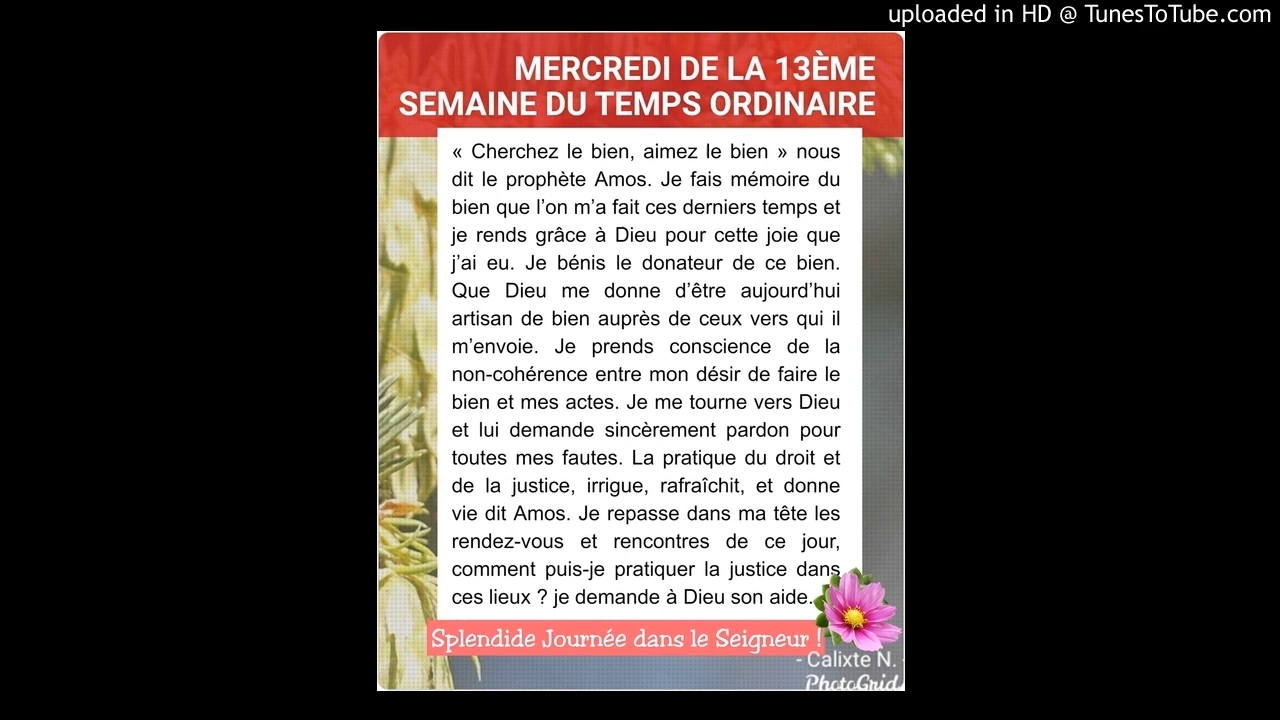 uploaded in HD @ TunesToTube.com
MERCREDI DE LA 13ÈME
SEMAINE DU TEMPS ORDINAIRE
« Cherchez le bien, aimez le bien » nous
dit le prophète Amos. Je fais mémoire du
bien que l’on m’a fait ces derniers temps et
je rends grâce à Dieu pour cette joie que
j’ai eu. Je bénis le donateur de ce bien.
Que Dieu me donne d’être aujourd’hui
artisan de bien auprès de ceux vers qui il
m’envoie. Je prends conscience de la
non-cohérence entre mon désir de faire le
bien et mes actes. Je me tourne vers Dieu
et lui demande sincèrement pardon pour
toutes mes fautes. La pratique du droit et
de la justice, irrigue, rafraîchit, et donne
vie dit Amos. Je repasse dans ma tête les
rendez-vous et rencontres de ce jour,
comment puis-je pratiquer la justice dans
ces lieux ? je demande à Dieu son aide.
Splendide Journée dans le Seigneur !
- Calixte N.
PhotoGrid